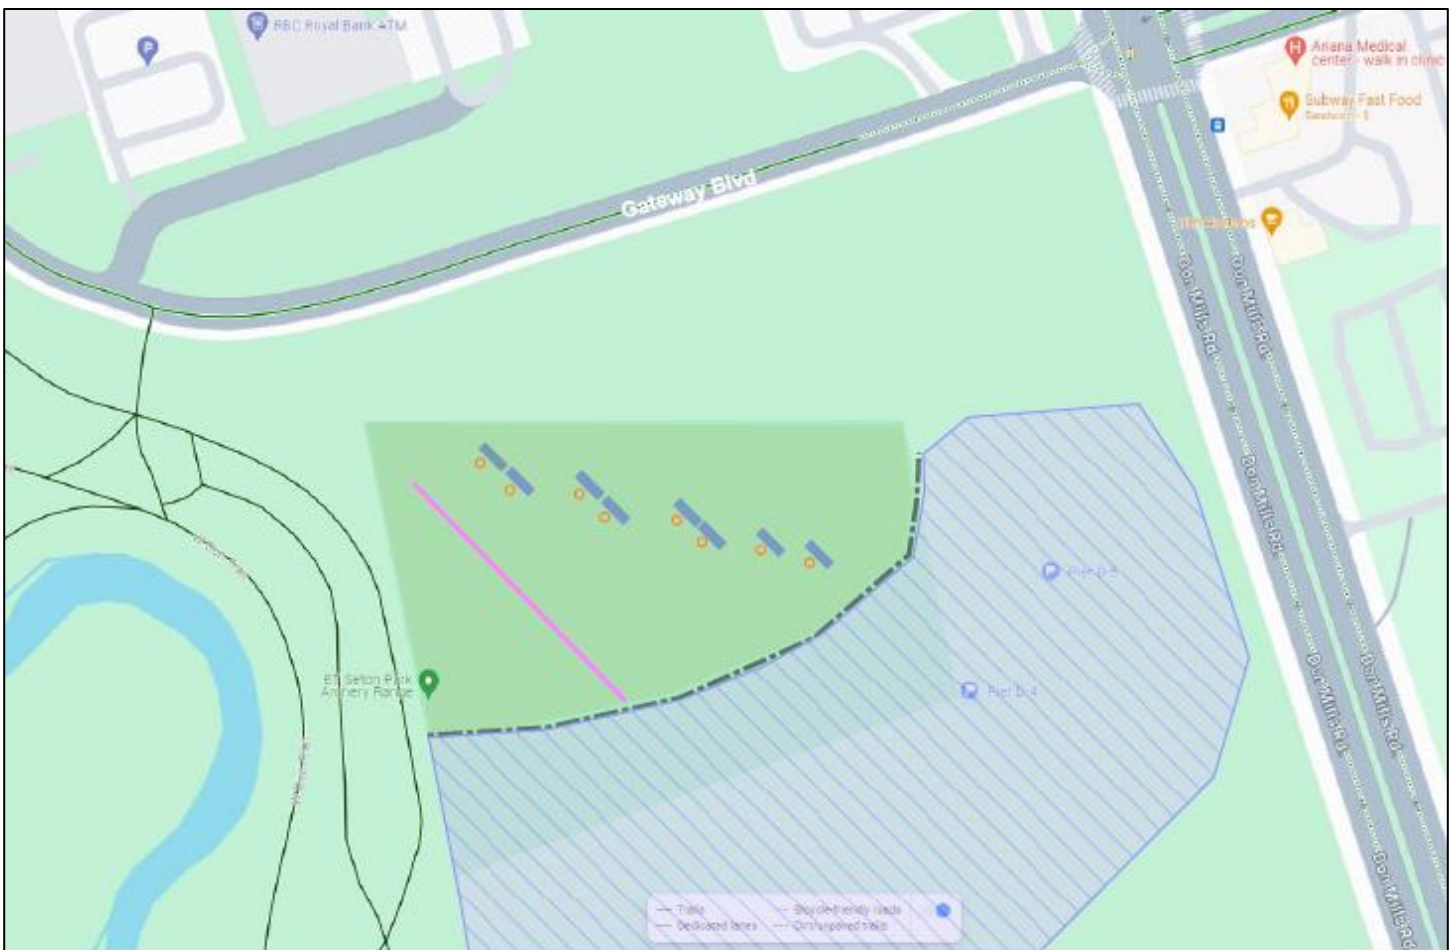 RBC Royal Bank ATM
P
H
Ariana Medical
center - walk in clinic
Subway Fast Food
Gateway Blvd
Don Mills Rd
Don Mills Rd
Don Mills Rd
ET Seton Park
Archery Range
Pier D-4
Don Mills Rd
Don Mills Rd
Don Mills Rd
Trails
Bicycle-friendly roads
Dedicated lanes
Dirt/unpaved trails